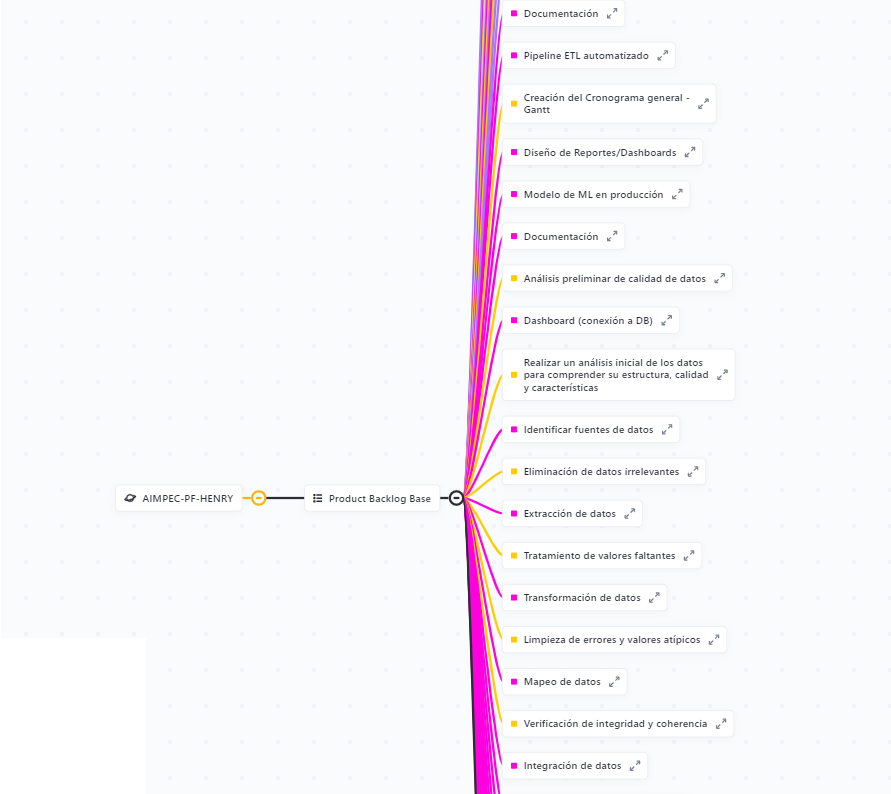 Documentación
Pipeline ETL automatizado
Creación del Cronograma general -
Gantt
Diseño de Reportes/Dashboards
Modelo de ML en producción
Documentación
Análisis preliminar de calidad de datos
Dashboard (conexión a DB)
Realizar un análisis inicial de los datos
para comprender su estructura, calidad
y características
Identificar fuentes de datos
Eliminación de datos irrelevantes
AIMPEC-PF-HENRY
Product Backlog Base
Extracción de datos
Tratamiento de valores faltantes
Transformación de datos
Limpieza de errores y valores atípicos
Mapeo de datos
Verificación de integridad y coherencia
Integración de datos